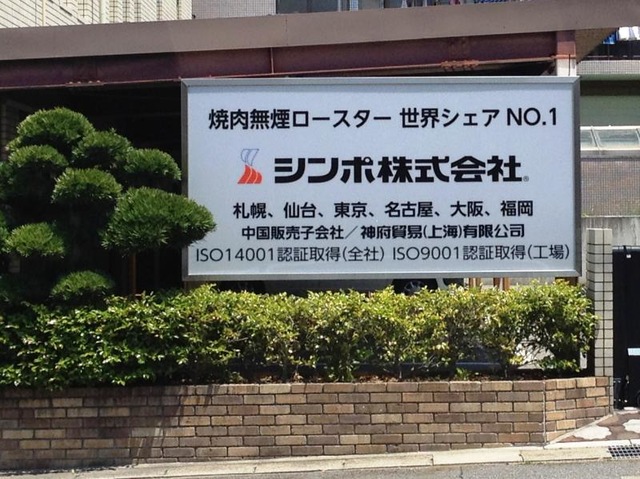 焼肉無煙ロースター 世界シェア NO.1
シンポ株式会社®
札幌、仙台、東京、名古屋、大阪、福岡
中国販売子会社／神府貿易(上海)有限公司
ISO14001認証取得(全社) ISO9001認証取得(工場)